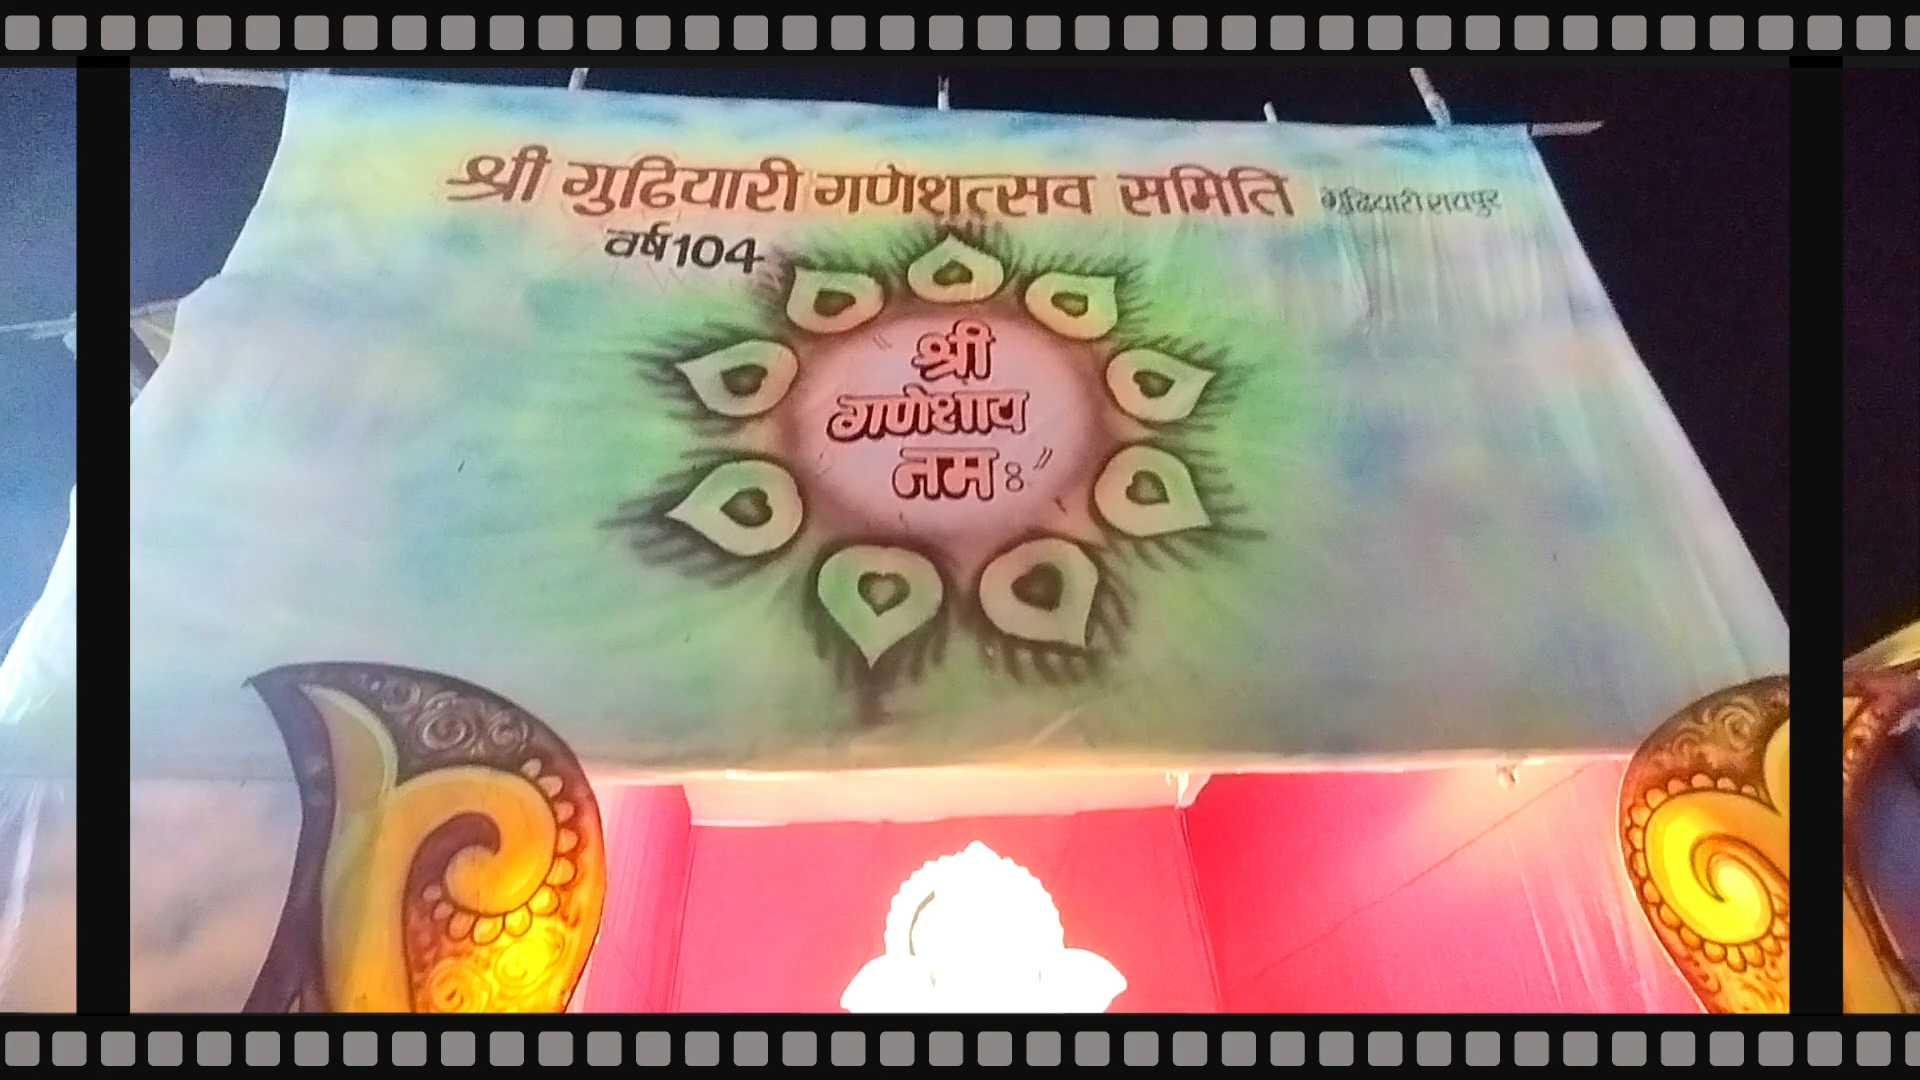 श्री गुढियारी गणेशत्सव समिति गुढियारी रायपुर
वर्ष 104
"श्री
गणेशाय
नमः"